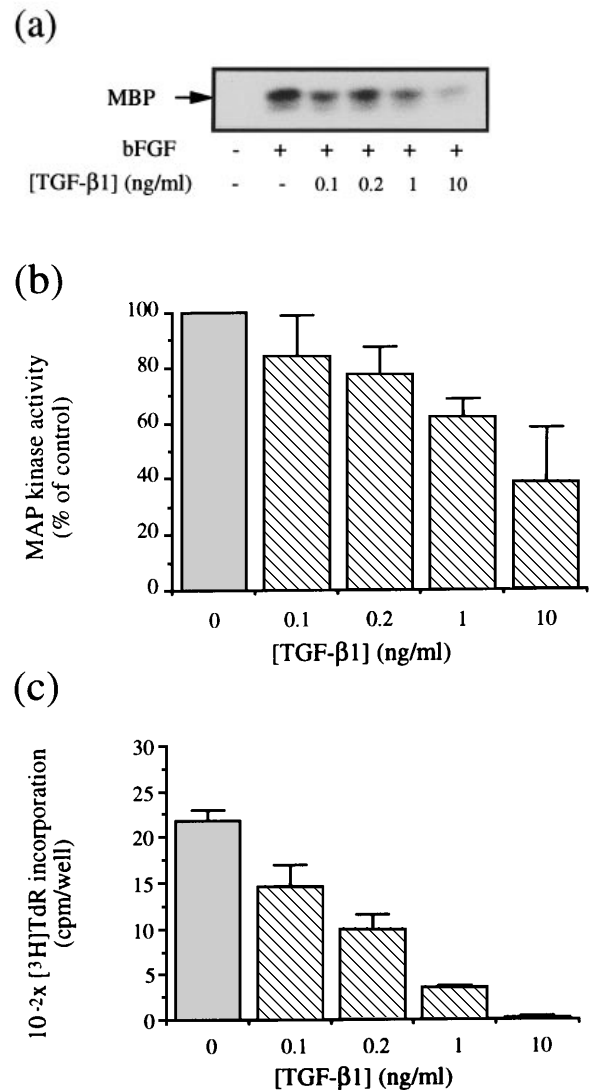 (a)
MBP
bFGF - + + + + +
[TGF-β1] (ng/ml) - - 0.1 0.2 1 10
(b)
MAP kinase activity
(% of control)
100
80
60
40
20
0
0 0.1 0.2 1 10
[TGF-β1] (ng/ml)
(c)
10⁻²x [³H]TdR incorporation
(cpm/well)
30
25
20
15
10
5
0
0 0.1 0.2 1 10
[TGF-β1] (ng/ml)